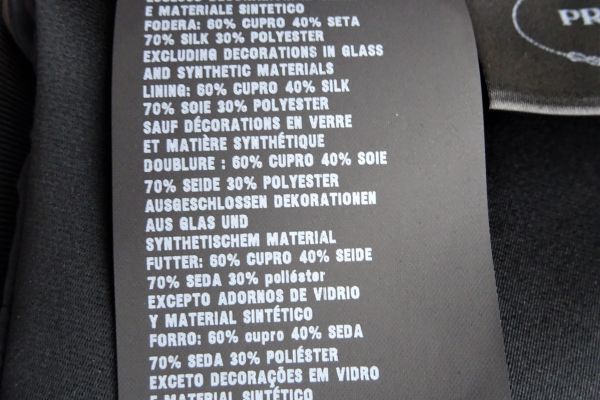 E MATERIALE SINTETICO
FODERA: 60% CUPRO 40% SETA
70% SILK 30% POLYESTER
EXCLUDING DECORATIONS IN GLASS
AND SYNTHETIC MATERIALS
LINING: 60% CUPRO 40% SILK
70% SOIE 30% POLYESTER
SAUF DÉCORATIONS EN VERRE
ET MATIÈRE SYNTHÉTIQUE
DOUBLURE : 60% CUPRO 40% SOIE
70% SEIDE 30% POLYESTER
AUSGESCHLOSSEN DEKORATIONEN
AUS GLAS UND
SYNTHETISCHEM MATERIAL
FUTTER: 60% CUPRO 40% SEIDE
70% SEDA 30% poliéster
EXCEPTO ADORNOS DE VIDRIO
Y MATERIAL SINTÉTICO
FORRO: 60% cupro 40% SEDA
70% SEDA 30% POLIÉSTER
EXCETO DECORAÇÕES EM VIDRO
E MATERIAL SINTÉTICO
PR